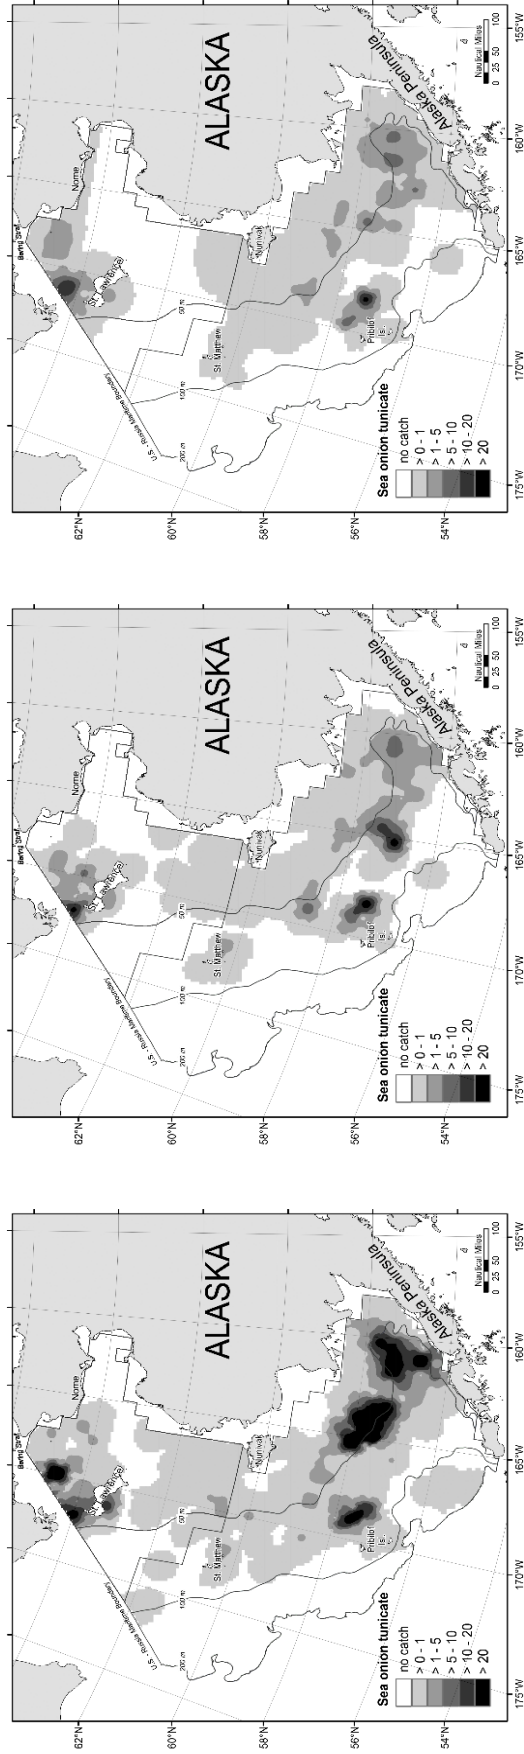 Bering Strait
Nome
St. Lawrence I.
U.S. - Russia Maritime Boundary
62°N
60°N
58°N
56°N
54°N
ALASKA
50 m
100 m
200 m
St. Matthew
Nunivak
Pribilof
Is.
Alaska Peninsula
Sea onion tunicate
no catch
> 0 - 1
> 1 - 5
> 5 - 10
> 10 - 20
> 20
Nautical Miles
0 25 50 100
175°W 170°W 165°W 160°W 155°W
Bering Strait
Nome
St. Lawrence I.
U.S. - Russia Maritime Boundary
62°N
60°N
58°N
56°N
54°N
ALASKA
50 m
100 m
200 m
St. Matthew
Nunivak
Pribilof
Is.
Alaska Peninsula
Sea onion tunicate
no catch
> 0 - 1
> 1 - 5
> 5 - 10
> 10 - 20
> 20
Nautical Miles
0 25 50 100
175°W 170°W 165°W 160°W 155°W
Bering Strait
Nome
St. Lawrence I.
U.S. - Russia Maritime Boundary
62°N
60°N
58°N
56°N
54°N
ALASKA
50 m
100 m
200 m
St. Matthew
Nunivak
Pribilof
Is.
Alaska Peninsula
Sea onion tunicate
no catch
> 0 - 1
> 1 - 5
> 5 - 10
> 10 - 20
> 20
Nautical Miles
0 25 50 100
175°W 170°W 165°W 160°W 155°W